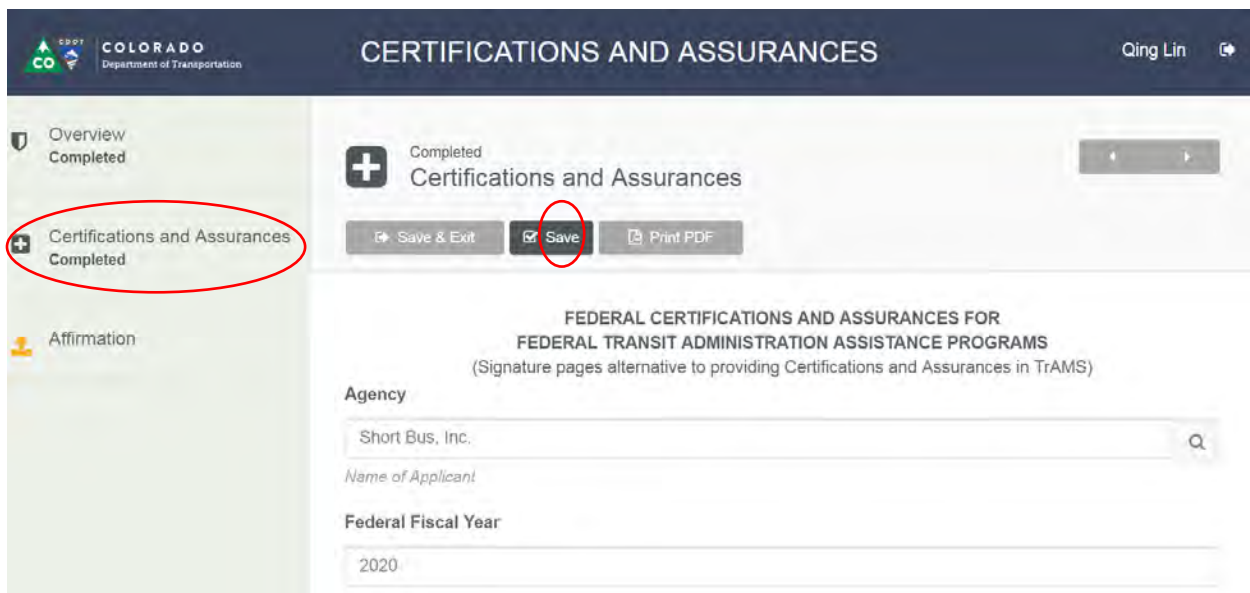 CDOT
CO
COLORADO
Department of Transportation
CERTIFICATIONS AND ASSURANCES
Qing Lin
Overview
Completed
Certifications and Assurances
Completed
Affirmation
Completed
Certifications and Assurances
Save & Exit
Save
Print PDF
FEDERAL CERTIFICATIONS AND ASSURANCES FOR
FEDERAL TRANSIT ADMINISTRATION ASSISTANCE PROGRAMS
(Signature pages alternative to providing Certifications and Assurances in TrAMS)
Agency
Short Bus, Inc.
Name of Applicant
Federal Fiscal Year
2020